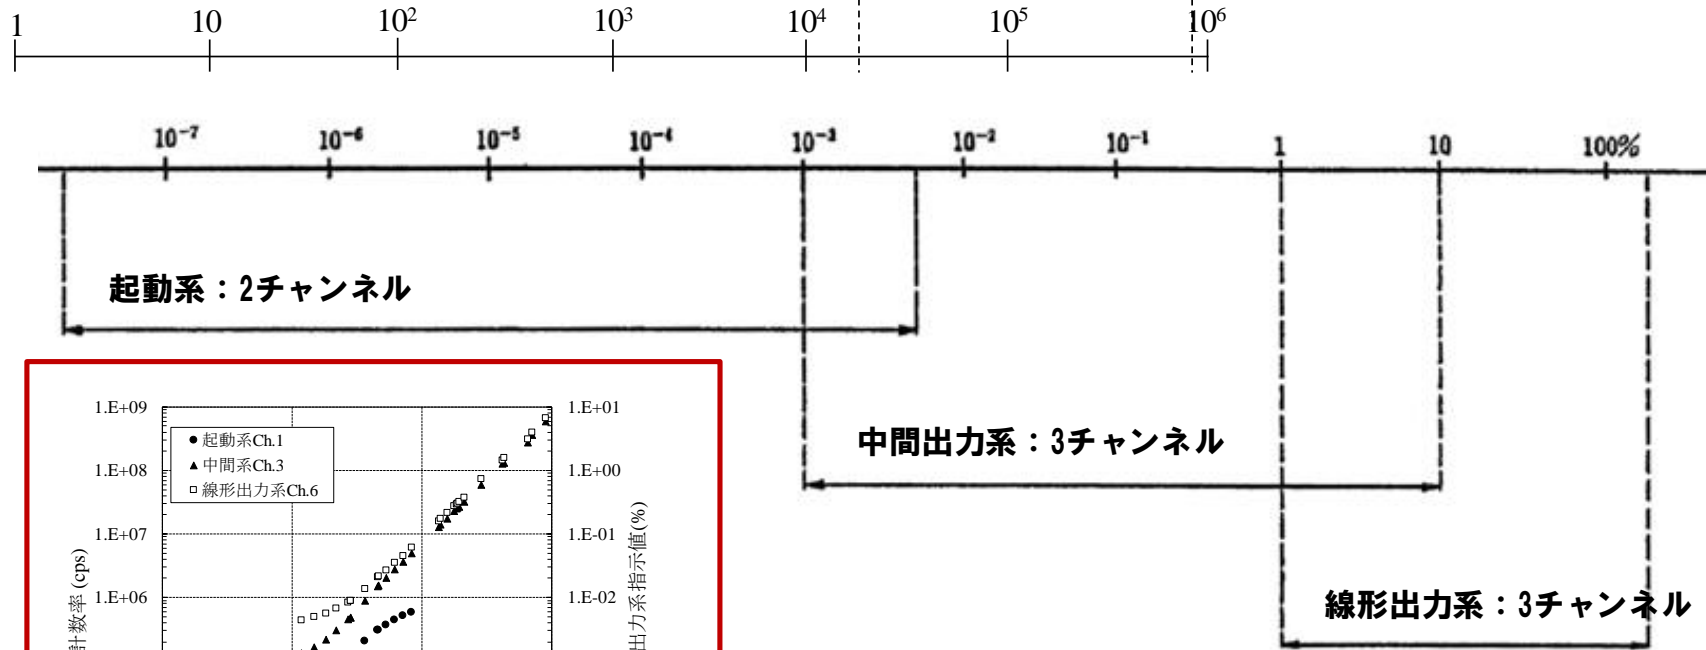 1 10 10² 10³ 10⁴ 10⁵ 10⁶
10⁻⁷ 10⁻⁶ 10⁻⁵ 10⁻⁴ 10⁻³ 10⁻² 10⁻¹ 1 10 100%
起動系：2チャンネル
中間出力系：3チャンネル
線形出力系：3チャンネル
1.E+09
1.E+08
1.E+07
1.E+06
計数率 (cps)
起動系Ch.1
中間系Ch.3
線形出力系Ch.6
1.E+01
1.E+00
1.E-01
1.E-02
出力系指示値(%)